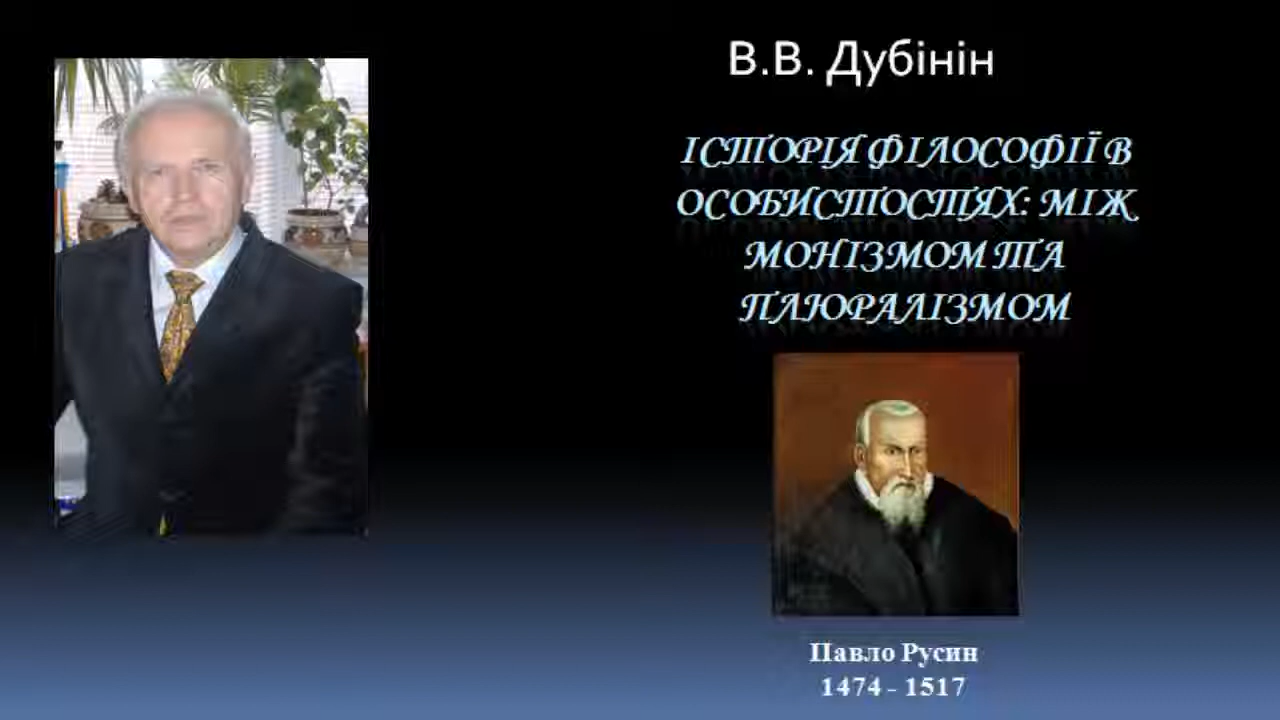 В.В. Дубінін
ІСТОРІЯ ФІЛОСОФІЇ В
ОСОБИСТОСТЯХ: МІЖ
МОНІЗМОМ ТА
ПЛЮРАЛІЗМОМ
Павло Русин
1474 - 1517